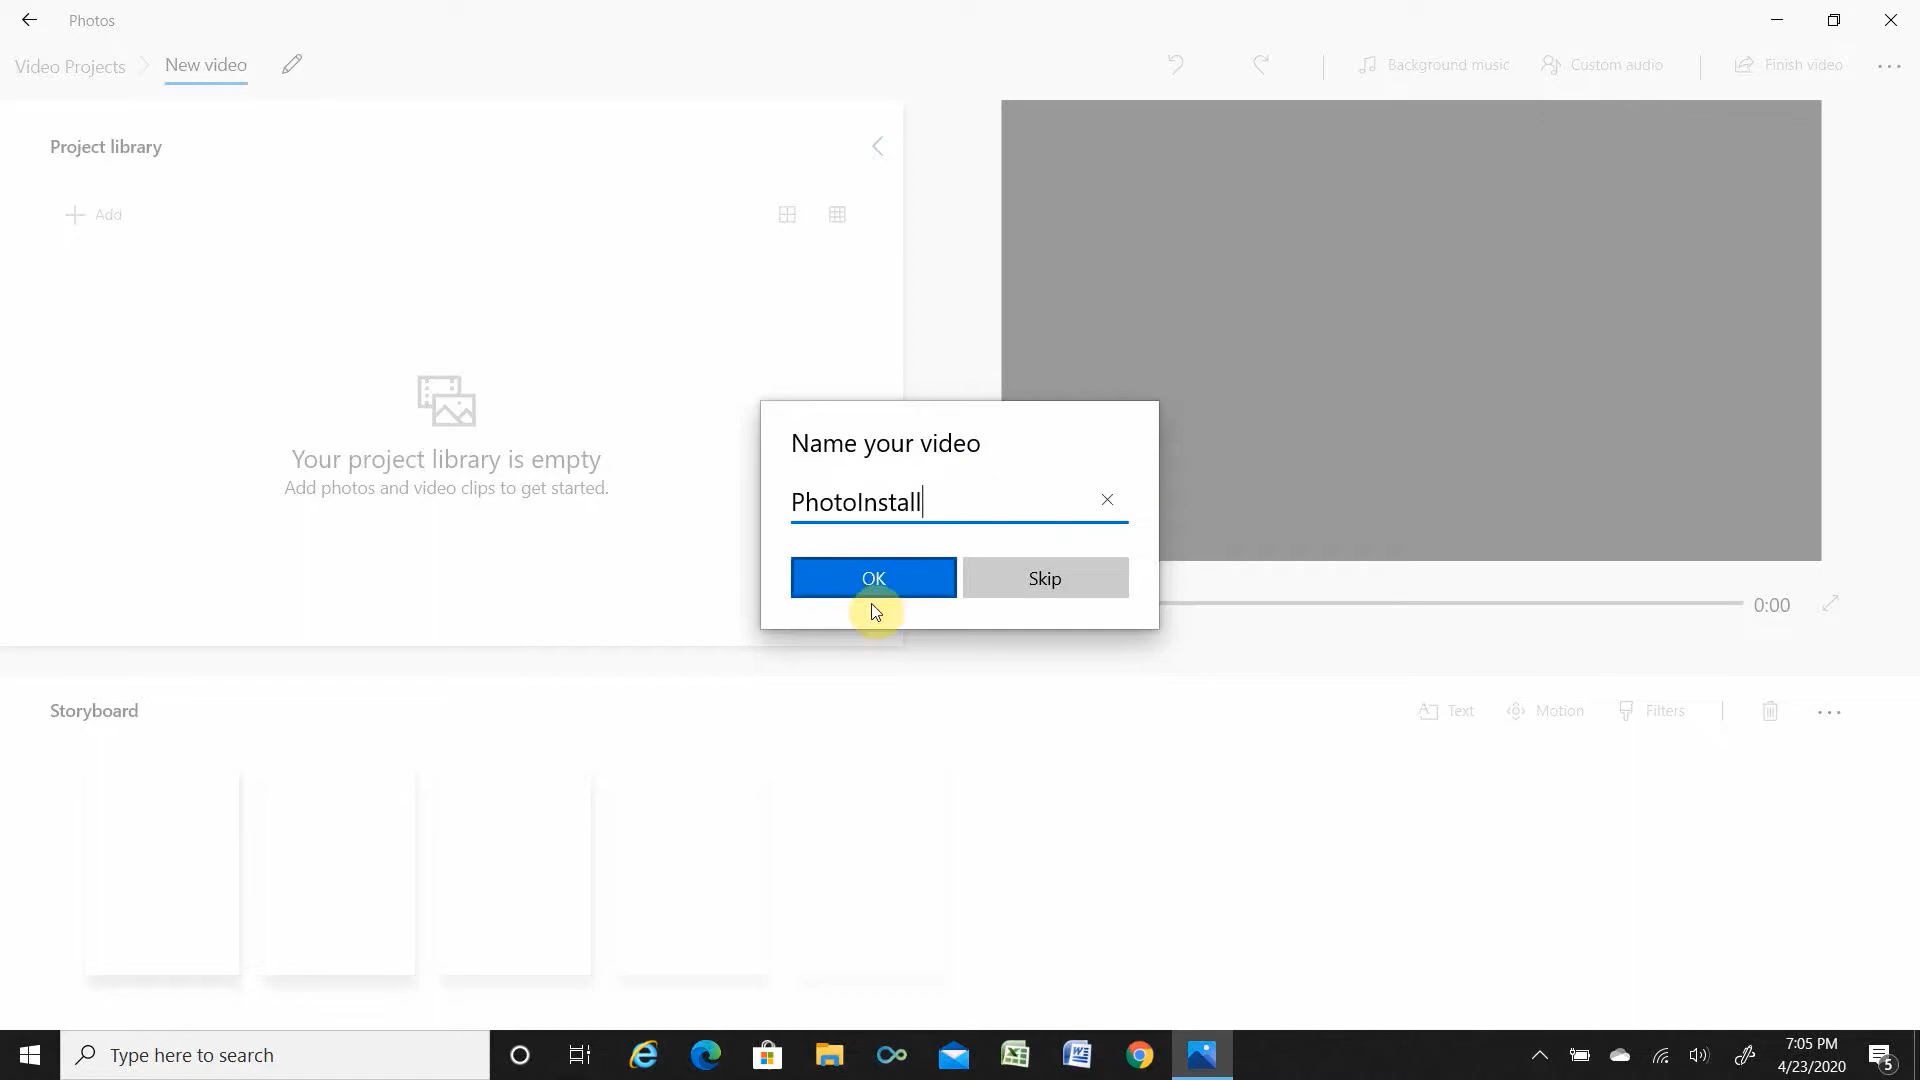 Photos
Video Projects
New video
Background music
Custom audio
Finish video
Project library
Add
Your project library is empty
Add photos and video clips to get started.
Name your video
PhotoInstall
OK
Skip
0:00
Storyboard
Text
Motion
Filters
Type here to search
7:05 PM
4/23/2020
5